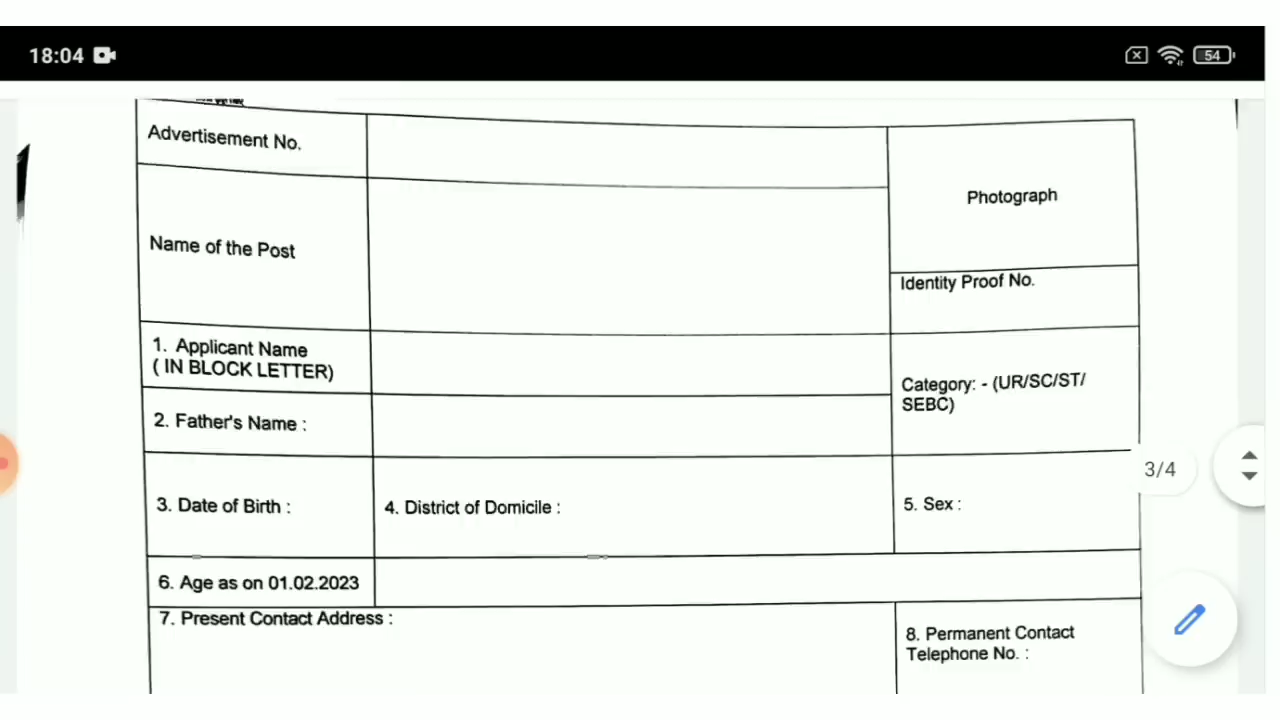 18:04
54
Advertisement No.
Photograph
Name of the Post
Identity Proof No.
1. Applicant Name
( IN BLOCK LETTER)
Category: - (UR/SC/ST/
SEBC)
2. Father's Name :
3/4
3. Date of Birth :
4. District of Domicile :
5. Sex :
6. Age as on 01.02.2023
7. Present Contact Address :
8. Permanent Contact
Telephone No. :